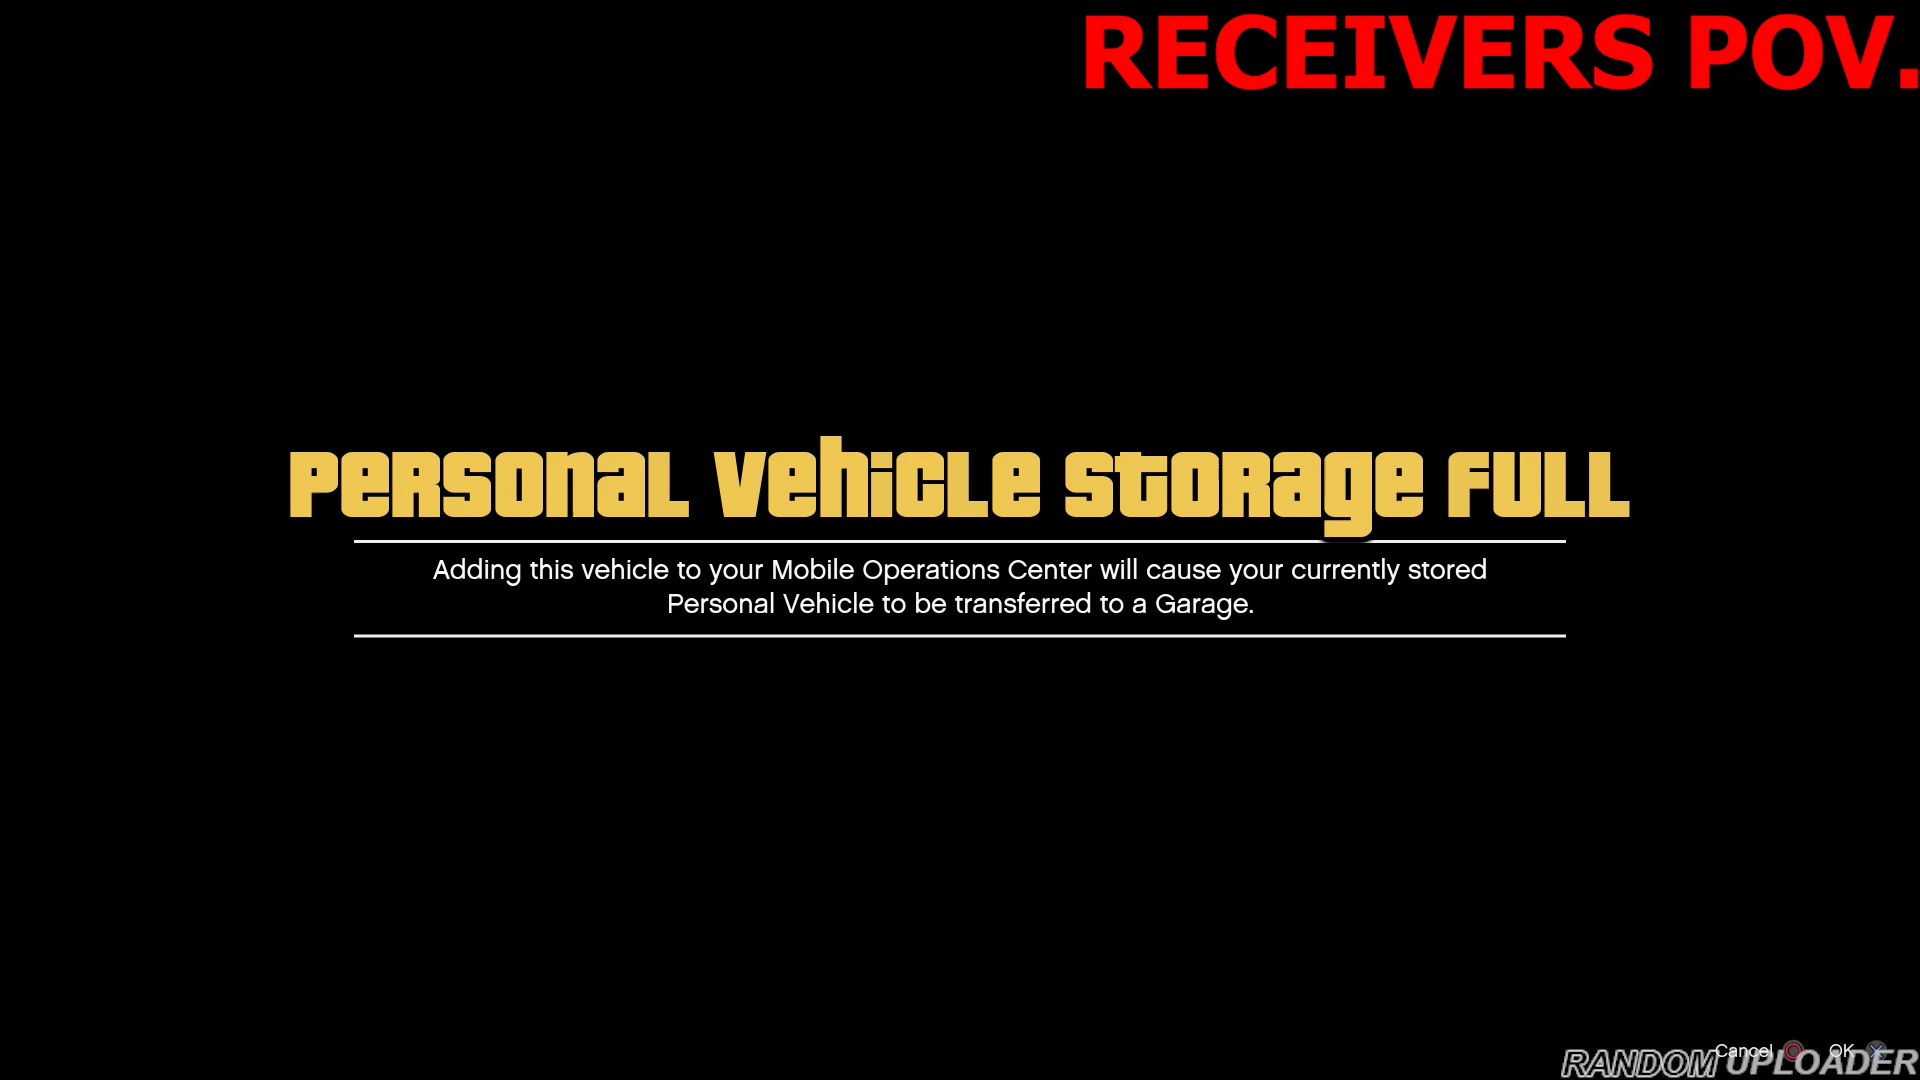 RECEIVERS POV.
Personal Vehicle Storage Full
Adding this vehicle to your Mobile Operations Center will cause your currently stored
Personal Vehicle to be transferred to a Garage.
Cancel OK
RANDOM UPLOADER